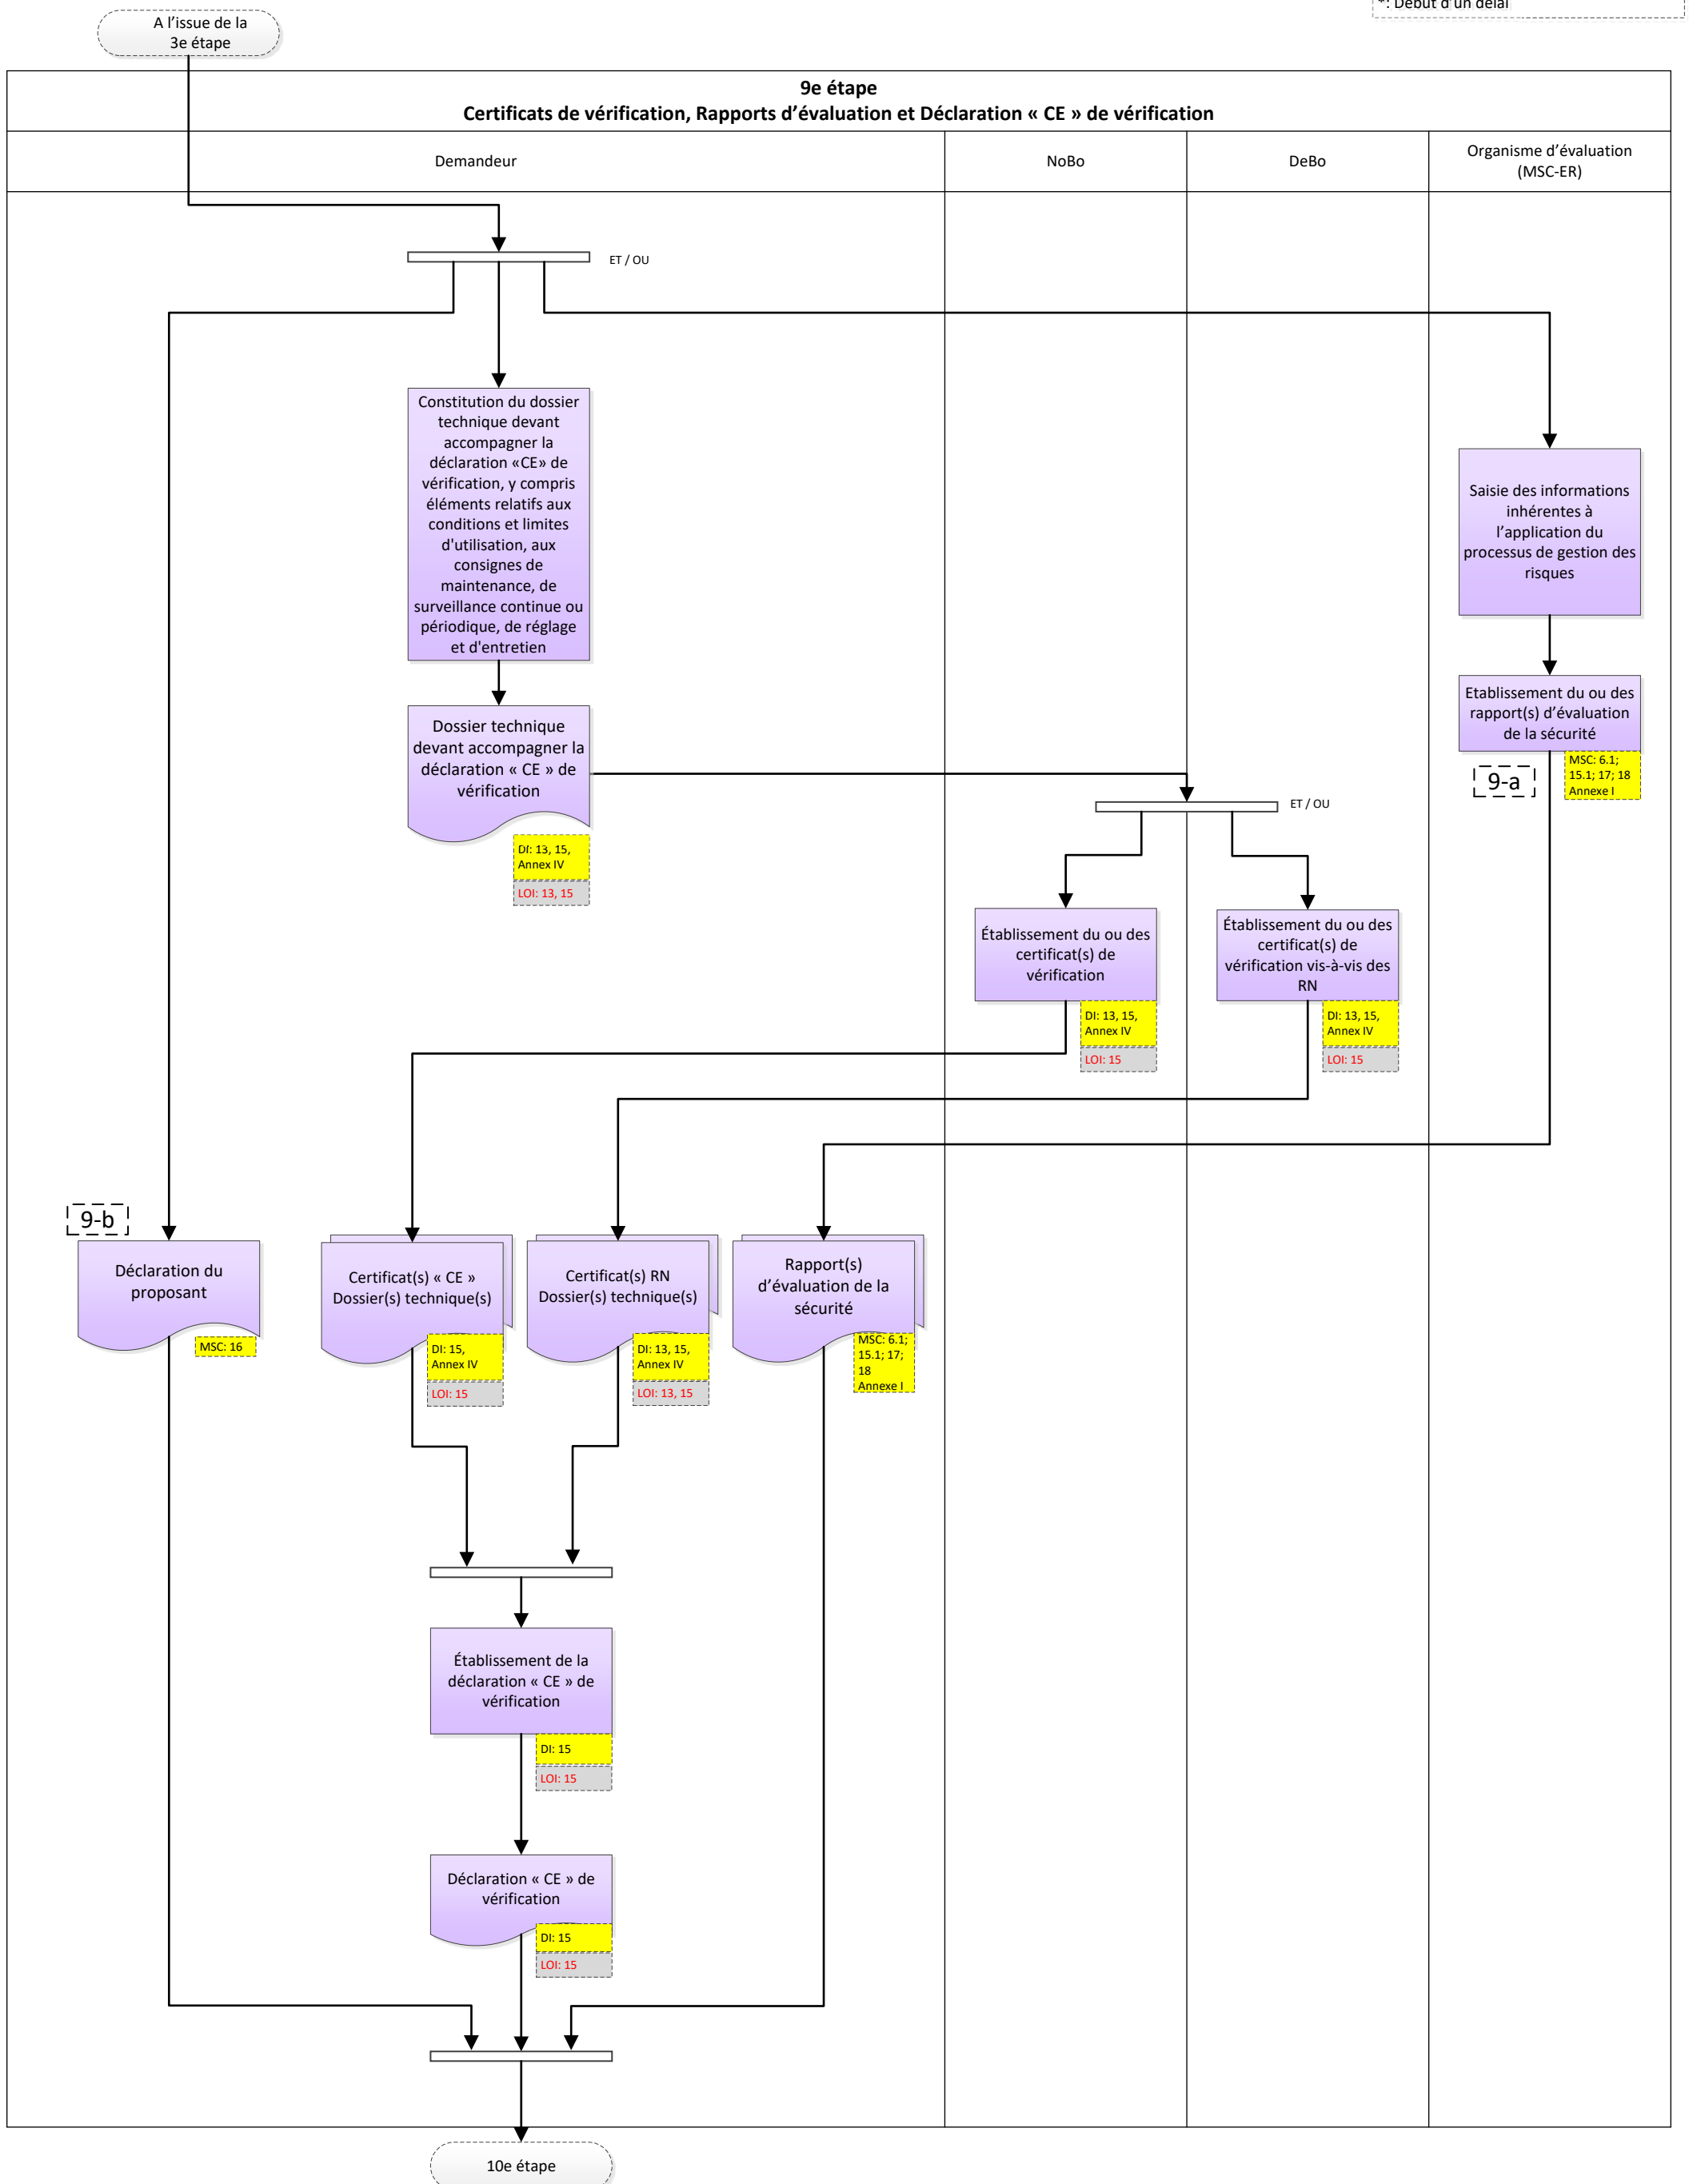 *: Début d'un délai
A l'issue de la
3e étape
9e étape
Certificats de vérification, Rapports d'évaluation et Déclaration « CE » de vérification
Demandeur
NoBo
DeBo
Organisme d'évaluation
(MSC-ER)
ET / OU
Constitution du dossier
technique devant
accompagner la
déclaration «CE» de
vérification, y compris
éléments relatifs aux
conditions et limites
d'utilisation, aux
consignes de
maintenance, de
surveillance continue ou
périodique, de réglage
et d'entretien
Saisie des informations
inhérentes à
l'application du
processus de gestion des
risques
Etablissement du ou des
rapport(s) d'évaluation
de la sécurité
MSC: 6.1;
15.1; 17; 18
Annexe I
9-a
Dossier technique
devant accompagner la
déclaration « CE » de
vérification
DI: 13, 15,
Annex IV
LOI: 13, 15
ET / OU
Établissement du ou des
certificat(s) de
vérification
DI: 13, 15,
Annex IV
LOI: 15
Établissement du ou des
certificat(s) de
vérification vis-à-vis des
RN
DI: 13, 15,
Annex IV
LOI: 15
9-b
Déclaration du
proposant
MSC: 16
Certificat(s) « CE »
Dossier(s) technique(s)
DI: 15,
Annex IV
LOI: 15
Certificat(s) RN
Dossier(s) technique(s)
DI: 13, 15,
Annex IV
LOI: 13, 15
Rapport(s)
d'évaluation de la
sécurité
MSC: 6.1;
15.1; 17;
18
Annexe I
Établissement de la
déclaration « CE » de
vérification
DI: 15
LOI: 15
Déclaration « CE » de
vérification
DI: 15
LOI: 15
10e étape